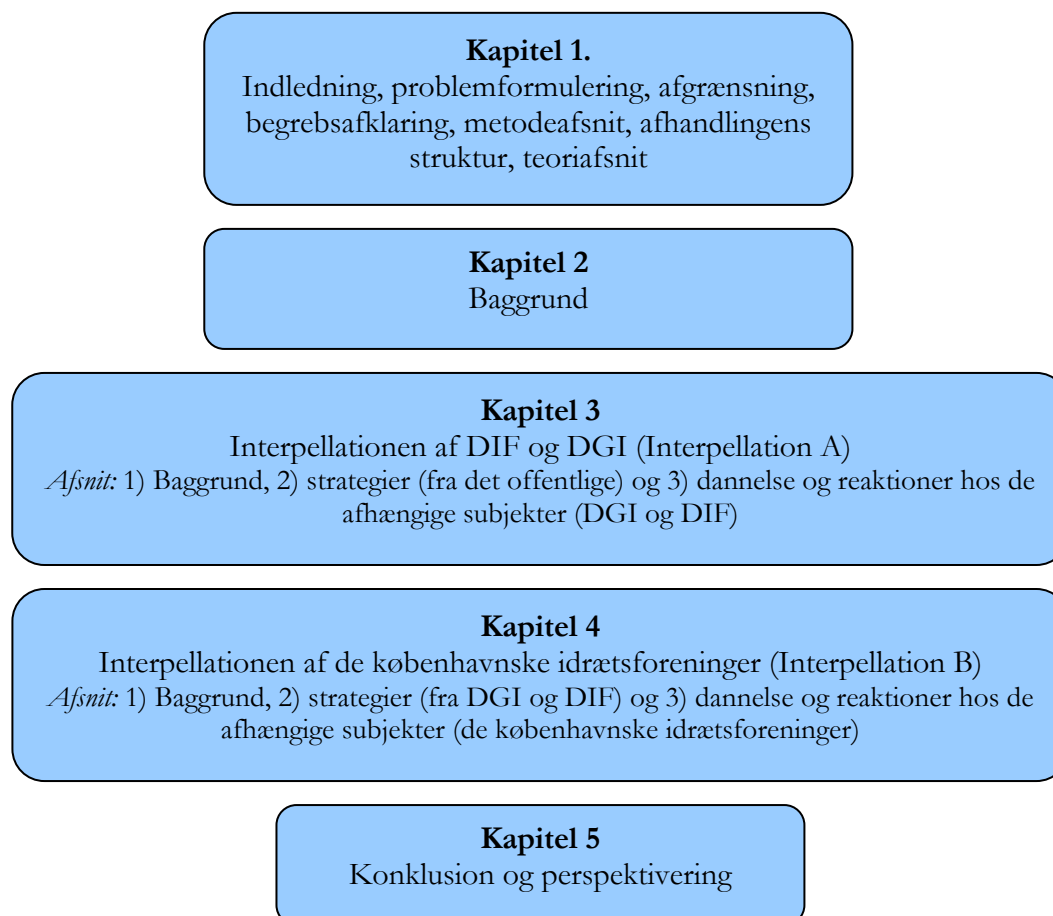 Kapitel 1.
Indledning, problemformulering, afgrænsning,
begrebsafklaring, metodeafsnit, afhandlingens
struktur, teoriafsnit
Kapitel 2
Baggrund
Kapitel 3
Interpellationen af DIF og DGI (Interpellation A)
Afsnit: 1) Baggrund, 2) strategier (fra det offentlige) og 3) dannelse og reaktioner hos de
afhængige subjekter (DGI og DIF)
Kapitel 4
Interpellationen af de københavnske idrætsforeninger (Interpellation B)
Afsnit: 1) Baggrund, 2) strategier (fra DGI og DIF) og 3) dannelse og reaktioner hos de
afhængige subjekter (de københavnske idrætsforeninger)
Kapitel 5
Konklusion og perspektivering